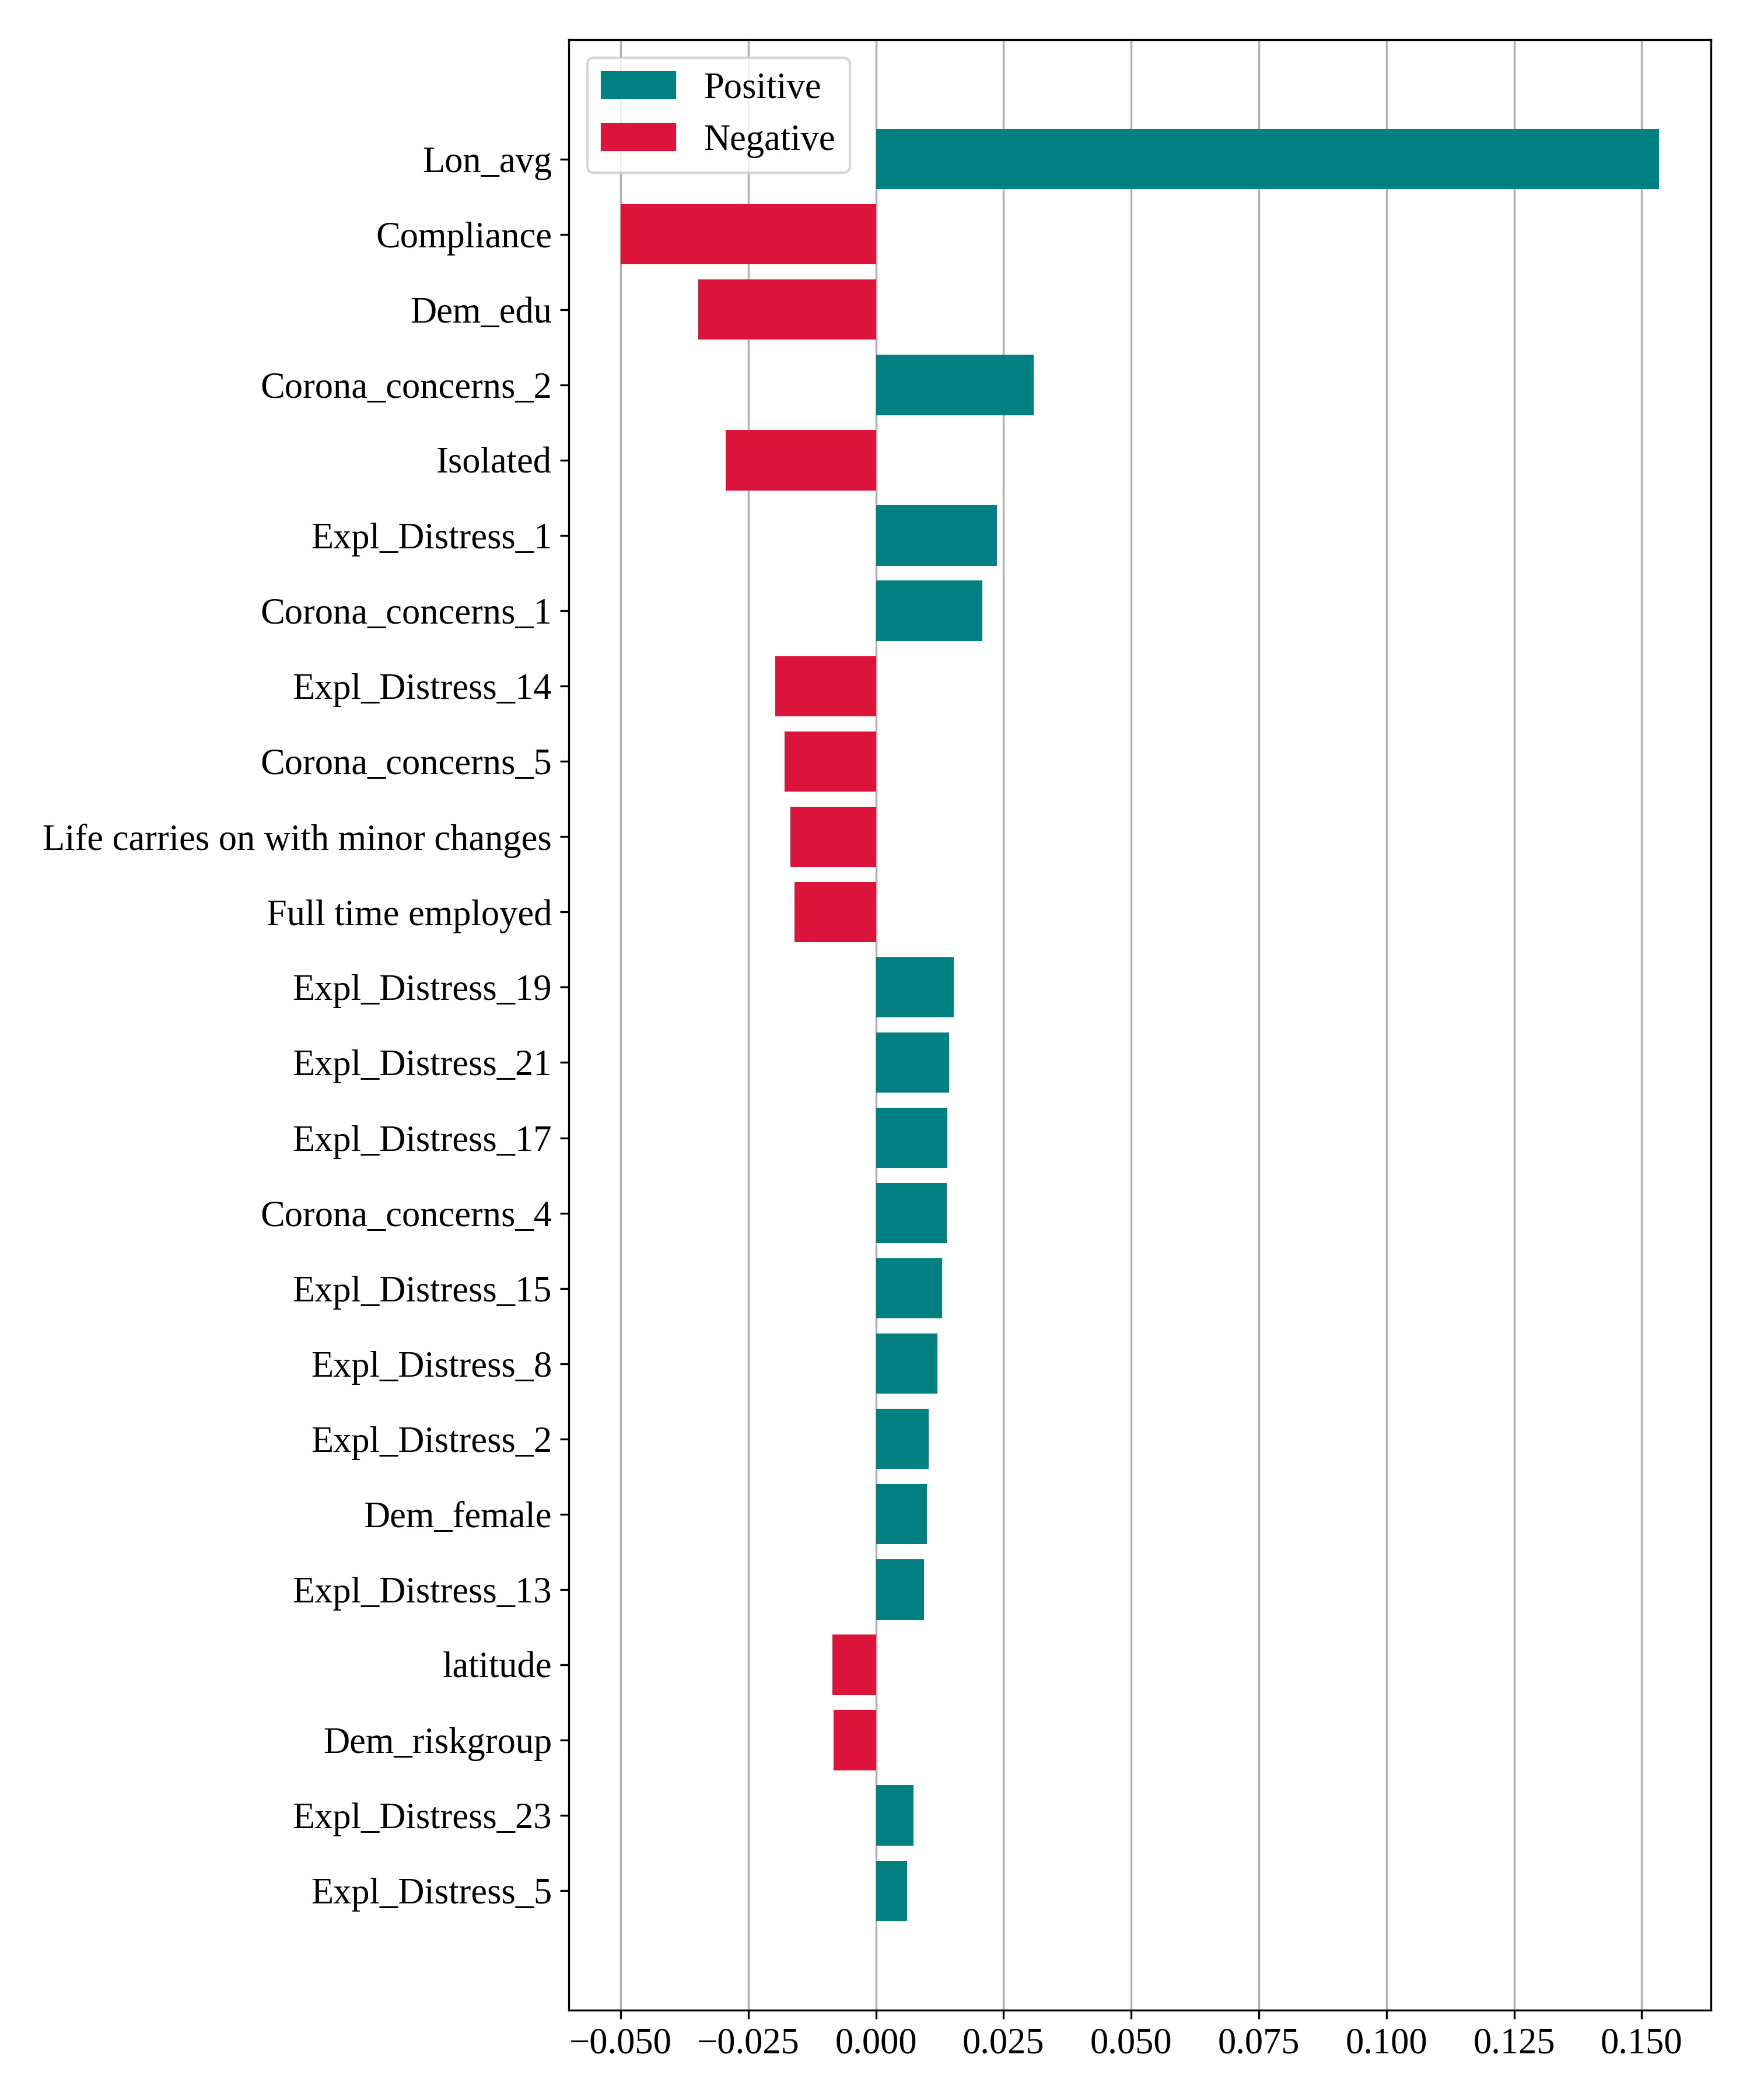 Positive
Negative
Lon_avg
Compliance
Dem_edu
Corona_concerns_2
Isolated
Expl_Distress_1
Corona_concerns_1
Expl_Distress_14
Corona_concerns_5
Life carries on with minor changes
Full time employed
Expl_Distress_19
Expl_Distress_21
Expl_Distress_17
Corona_concerns_4
Expl_Distress_15
Expl_Distress_8
Expl_Distress_2
Dem_female
Expl_Distress_13
latitude
Dem_riskgroup
Expl_Distress_23
Expl_Distress_5
−0.050 −0.025 0.000 0.025 0.050 0.075 0.100 0.125 0.150